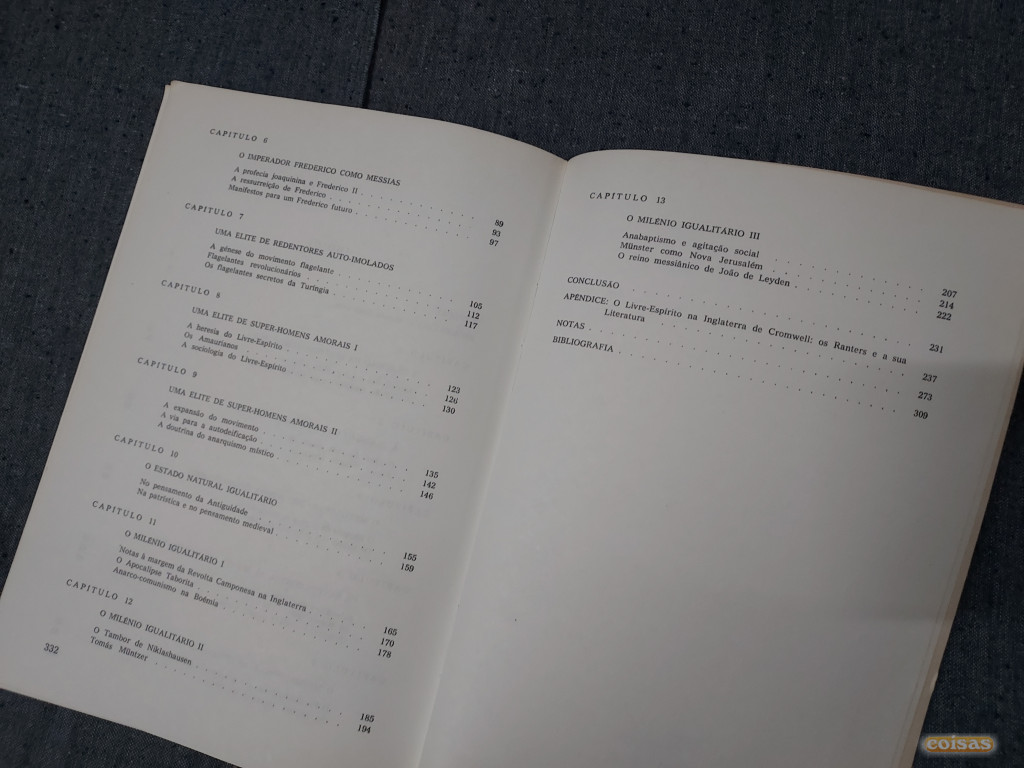 CAPITULO 6
O IMPERADOR FREDERICO COMO MESSIAS
A profecia joaquinina e Frederico II . 89
A ressurreição de Frederico . . . . 93
Manifestos para um Frederico futuro . . . . 97
CAPITULO 7
UMA ELITE DE REDENTORES AUTO-IMOLADOS
A génese do movimento flagelante . . . . 105
Flagelantes revolucionários . . . . 112
Os flagelantes secretos da Turíngia . . . . 117
CAPITULO 8
UMA ELITE DE SUPER-HOMENS AMORAIS I
A heresia do Livre-Espírito . . . . 123
Os Amaurianos . . . . 126
A sociologia do Livre-Espírito . . . . 130
CAPITULO 9
UMA ELITE DE SUPER-HOMENS AMORAIS II
A expansão do movimento . . . . 135
A via para a autodeificação . . . . 142
A doutrina do anarquismo místico . . . . 146
CAPITULO 10
O ESTADO NATURAL IGUALITÁRIO
No pensamento da Antiguidade . . . . 155
Na patrística e no pensamento medieval . . . . 159
CAPITULO 11
O MILÉNIO IGUALITARIO I
Notas à margem da Revolta Camponesa na Inglaterra . . . . 165
O Apocalipse Taborita . . . . 170
Anarco-comunismo na Boémia . . . . 178
CAPITULO 12
O MILÉNIO IGUALITARIO II
O Tambor de Niklashausen . . . . 185
Tomás Müntzer . . . . 194
332
CAPITULO 13
O MILÉNIO IGUALITARIO III
Anabaptismo e agitação social . . . . 207
Münster como Nova Jerusalém . . . . 214
O reino messiânico de João de Leyden . . . . 222
CONCLUSÃO . . . . 231
APÊNDICE: O Livre-Espírito na Inglaterra de Cromwell: os Ranters e a sua
Literatura . . . . 237
NOTAS . . . . 273
BIBLIOGRAFIA . . . . 309
coisas